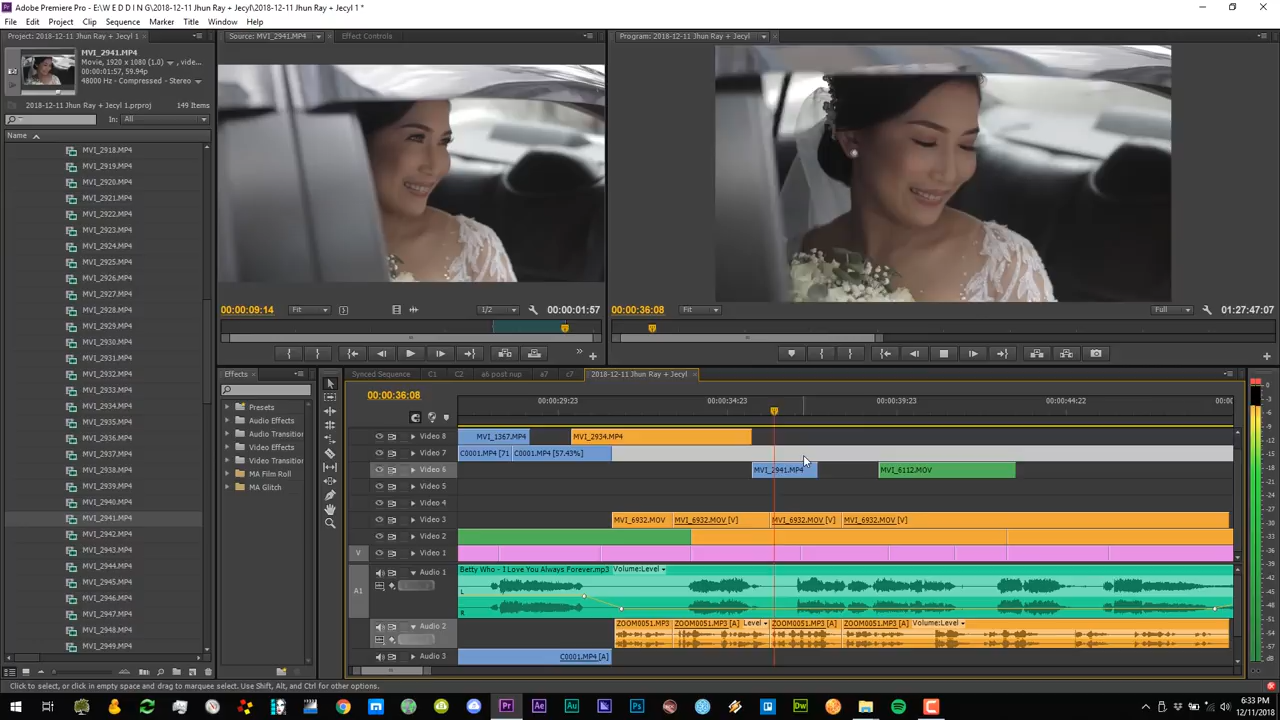 Adobe Premiere Pro - E:\W E D D I N G\2018-12-11 Jhun Ray + Jecyl\2018-12-11 Jhun Ray + Jecyl 1 *
File Edit Project Clip Sequence Marker Title Window Help
Project: 2018-12-11 Jhun Ray + Jecyl 1
Source: MVI_2941.MP4 Effect Controls
Program: 2018-12-11 Jhun Ray + Jecyl
MVI_2941.MP4
Movie, 1920 x 1080 (1.0) , vide...
00:00:01:57, 59.94p
48000 Hz - Compressed - Stereo
2018-12-11 Jhun Ray + Jecyl 1.prproj 149 Items
In: All
Name
MVI_2918.MP4
MVI_2919.MP4
MVI_2920.MP4
MVI_2921.MP4
MVI_2922.MP4
MVI_2923.MP4
MVI_2924.MP4
MVI_2925.MP4
MVI_2926.MP4
MVI_2927.MP4
MVI_2928.MP4
MVI_2929.MP4
MVI_2930.MP4
MVI_2931.MP4
MVI_2932.MP4
MVI_2933.MP4
MVI_2934.MP4
MVI_2935.MP4
MVI_2936.MP4
MVI_2937.MP4
MVI_2938.MP4
MVI_2939.MP4
MVI_2940.MP4
MVI_2941.MP4
MVI_2942.MP4
MVI_2943.MP4
MVI_2944.MP4
MVI_2945.MP4
MVI_2946.MP4
MVI_2947.MP4
MVI_2948.MP4
MVI_2949.MP4
00:00:09:14 Fit 1/2 00:00:01:57
00:00:36:08 Fit Full 01:27:47:07
Effects
Presets
Audio Effects
Audio Transition
Video Effects
Video Transition
MA Film Roll
MA Glitch
Synced Sequence C1 C2 a6 post nup a7 c7 2018-12-11 Jhun Ray + Jecyl
00:00:36:08
00:00:29:23 00:00:34:23 00:00:39:23 00:00:44:22 00:00
Video 8 MVI_1367.MP4 MVI_2934.MP4
Video 7 C0001.MP4 [71 C0001.MP4 [57.43%]
Video 6 MVI_2941.MP4 MVI_6112.MOV
Video 5
Video 4
Video 3 MVI_6932.MOV MVI_6932.MOV [V] MVI_6932.MOV [V] MVI_6932.MOV [V]
Video 2
V Video 1
A1 Audio 1 Betty Who - I Love You Always Forever.mp3 Volume:Level
L
R
Audio 2 ZOOM0051.MP3 ZOOM0051.MP3 [A] Level ZOOM0051.MP3 [A] ZOOM0051.MP3 [A] Volume:Level
Audio 3 C0001.MP4 [A]
Click to select, or click in empty space and drag to marquee select. Use Shift, Alt, and Ctrl for other options.
Pr Ae Au Ps Dw
6:33 PM
12/11/2018